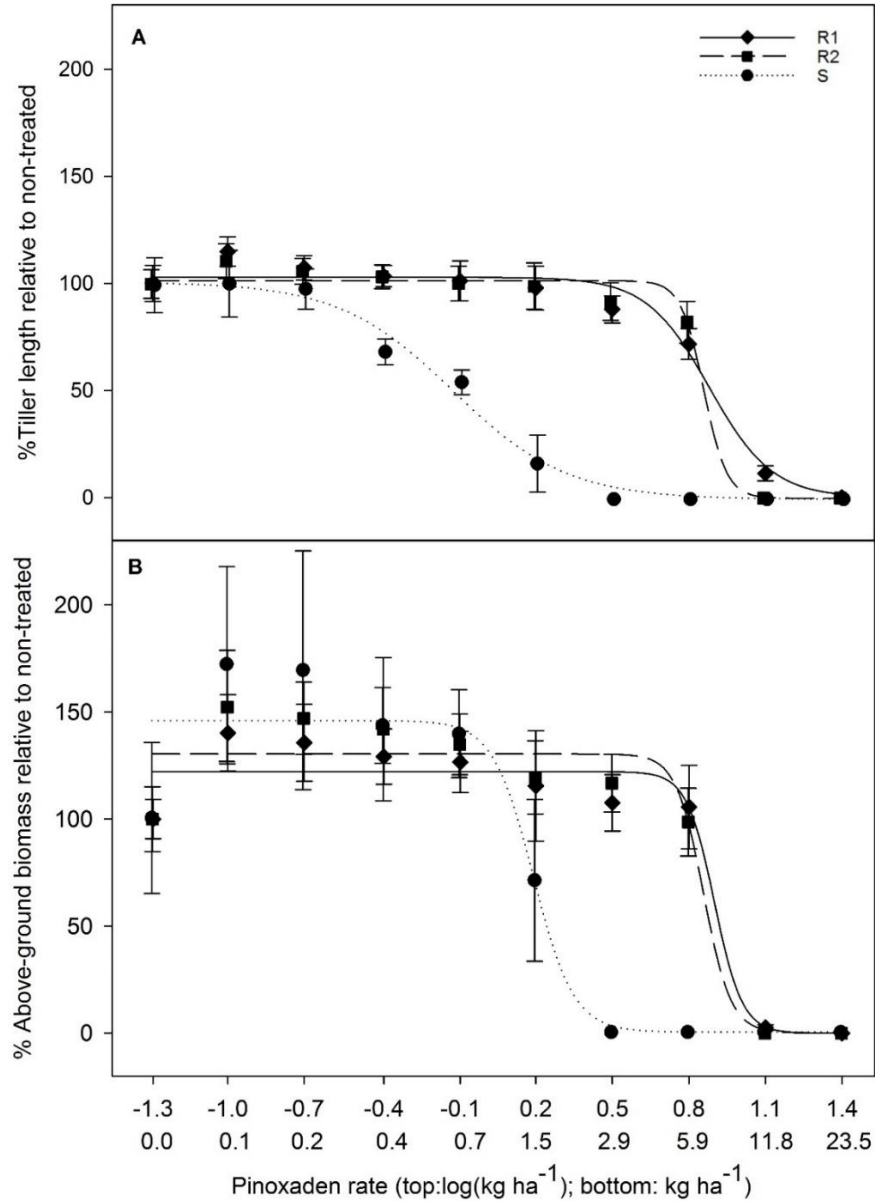 A
R1
R2
S
200
150
100
50
0
%Tiller length relative to non-treated
B
200
150
100
50
0
% Above-ground biomass relative to non-treated
-1.3 -1.0 -0.7 -0.4 -0.1 0.2 0.5 0.8 1.1 1.4
0.0 0.1 0.2 0.4 0.7 1.5 2.9 5.9 11.8 23.5
Pinoxaden rate (top:log(kg ha⁻¹); bottom: kg ha⁻¹)